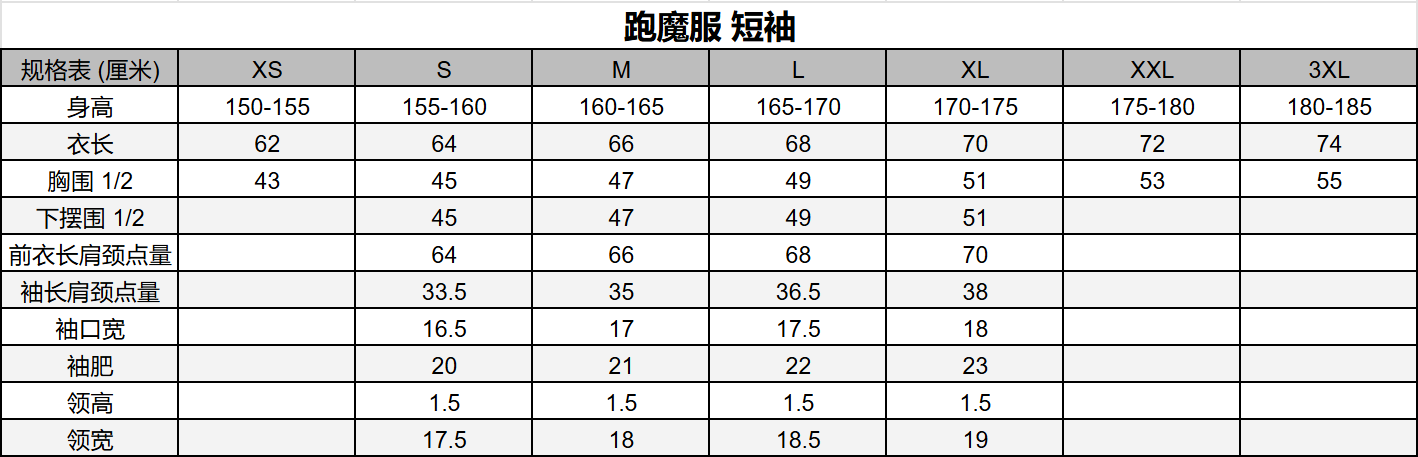 跑魔服 短袖
规格表 (厘米) XS S M L XL XXL 3XL
身高 150-155 155-160 160-165 165-170 170-175 175-180 180-185
衣长 62 64 66 68 70 72 74
胸围 1/2 43 45 47 49 51 53 55
下摆围 1/2 45 47 49 51
前衣长肩颈点量 64 66 68 70
袖长肩颈点量 33.5 35 36.5 38
袖口宽 16.5 17 17.5 18
袖肥 20 21 22 23
领高 1.5 1.5 1.5 1.5
领宽 17.5 18 18.5 19